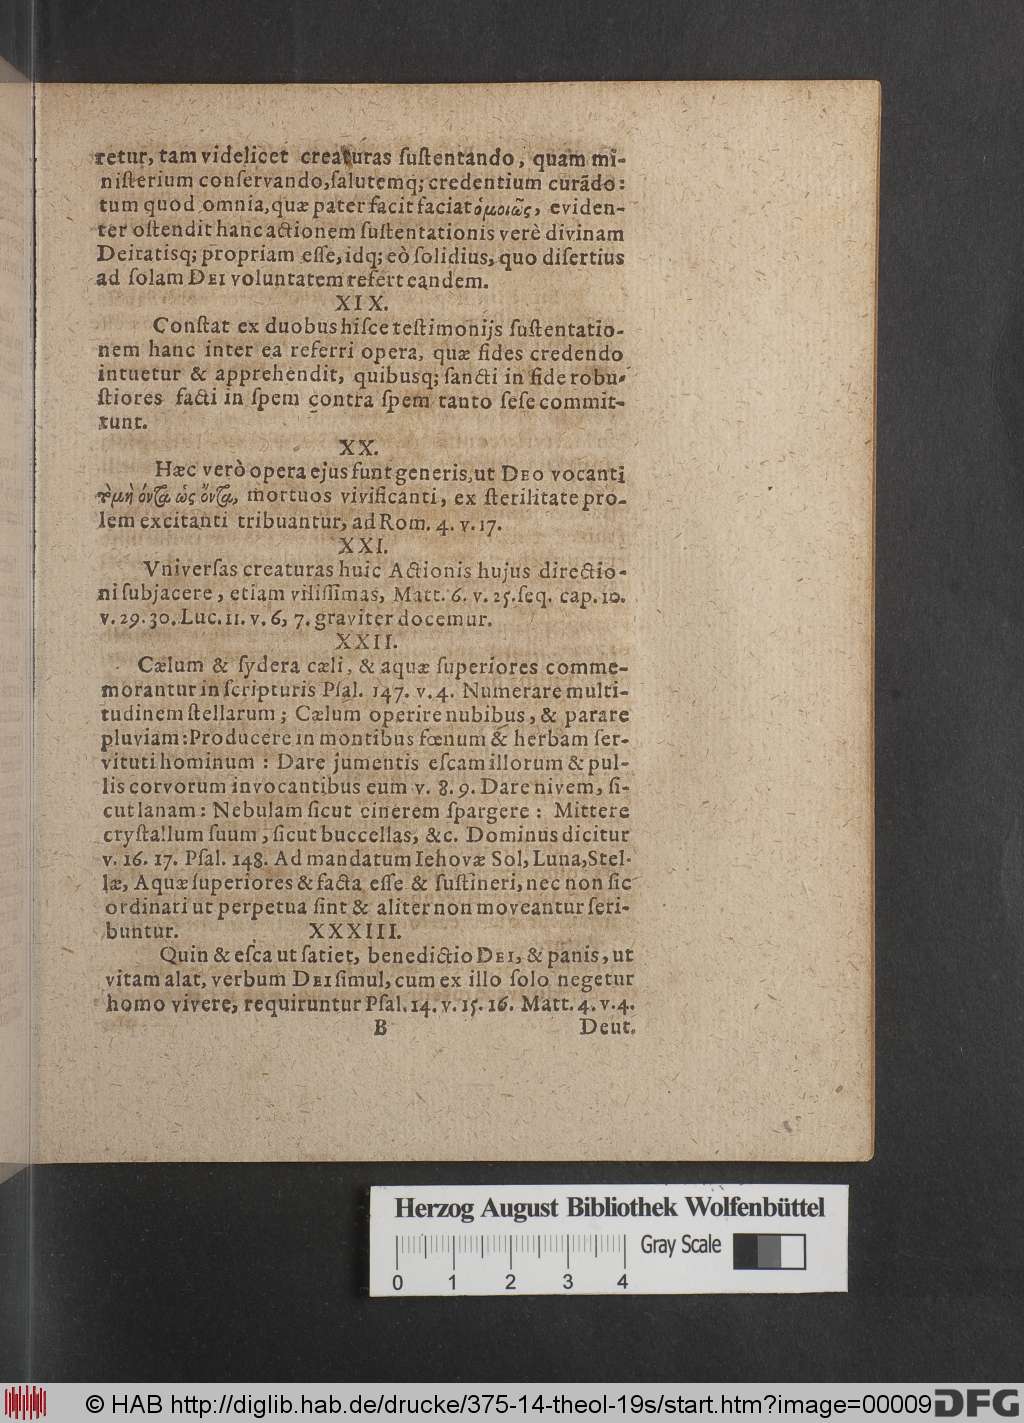 retur, tam videlicet creaturas ſuſtentando, quam mi-
niſterium conſervando, ſalutemq; credentium curādo:
tum quod omnia, quæ pater facit faciat ὁμοιῶς, eviden-
ter oſtendit hanc actionem ſuſtentationis verè divinam
Deitatisq; propriam eſſe, idq; eò ſolidius, quo diſertius
ad ſolam DEI voluntatem refert eandem.
XIX.
Conſtat ex duobus hiſce teſtimonijs ſuſtentatio-
nem hanc inter ea referri opera, quæ fides credendo
intuetur & apprehendit, quibusq; ſancti in fide robu-
ſtiores facti in ſpem contra ſpem tanto ſeſe commit-
tunt.
XX.
Hæc verò opera ejus ſunt generis, ut DEO vocanti
τὰ μὴ ὄντα ὡς ὄντα, mortuos vivificanti, ex ſterilitate pro-
lem excitanti tribuantur, ad Rom. 4. v. 17.
XXI.
Vniverſas creaturas huic Actionis hujus directio-
ni ſubjacere, etiam viliſſimas, Matt. 6. v. 25. ſeq. cap. 10.
v. 29. 30. Luc. 11. v. 6, 7. graviter docemur.
XXII.
Cælum & ſydera cæli, & aquæ ſuperiores comme-
morantur in ſcripturis Pſal. 147. v. 4. Numerare multi-
tudinem ſtellarum; Cælum operire nubibus, & parare
pluviam: Producere in montibus fœnum & herbam ſer-
vituti hominum : Dare jumentis eſcam illorum & pul-
lis corvorum invocantibus eum v. 8. 9. Dare nivem, ſi-
cut lanam: Nebulam ſicut cinerem ſpargere : Mittere
cryſtallum ſuum, ſicut buccellas, &c. Dominus dicitur
v. 16. 17. Pſal. 148. Ad mandatum Iehovæ Sol, Luna, Stel-
læ, Aquæ ſuperiores & facta eſſe & ſuſtineri, nec non ſic
ordinari ut perpetua ſint & aliter non moveantur ſeri-
buntur. XXXIII.
Quin & eſca ut ſatiet, benedictio DEI, & panis, ut
vitam alat, verbum DEI ſimul, cum ex illo ſolo negetur
homo vivere, requiruntur Pſal. 14. v. 15. 16. Matt. 4. v. 4.
B Deut.
Herzog August Bibliothek Wolfenbüttel
Gray Scale
0 1 2 3 4
© HAB http://diglib.hab.de/drucke/375-14-theol-19s/start.htm?image=00009
DFG